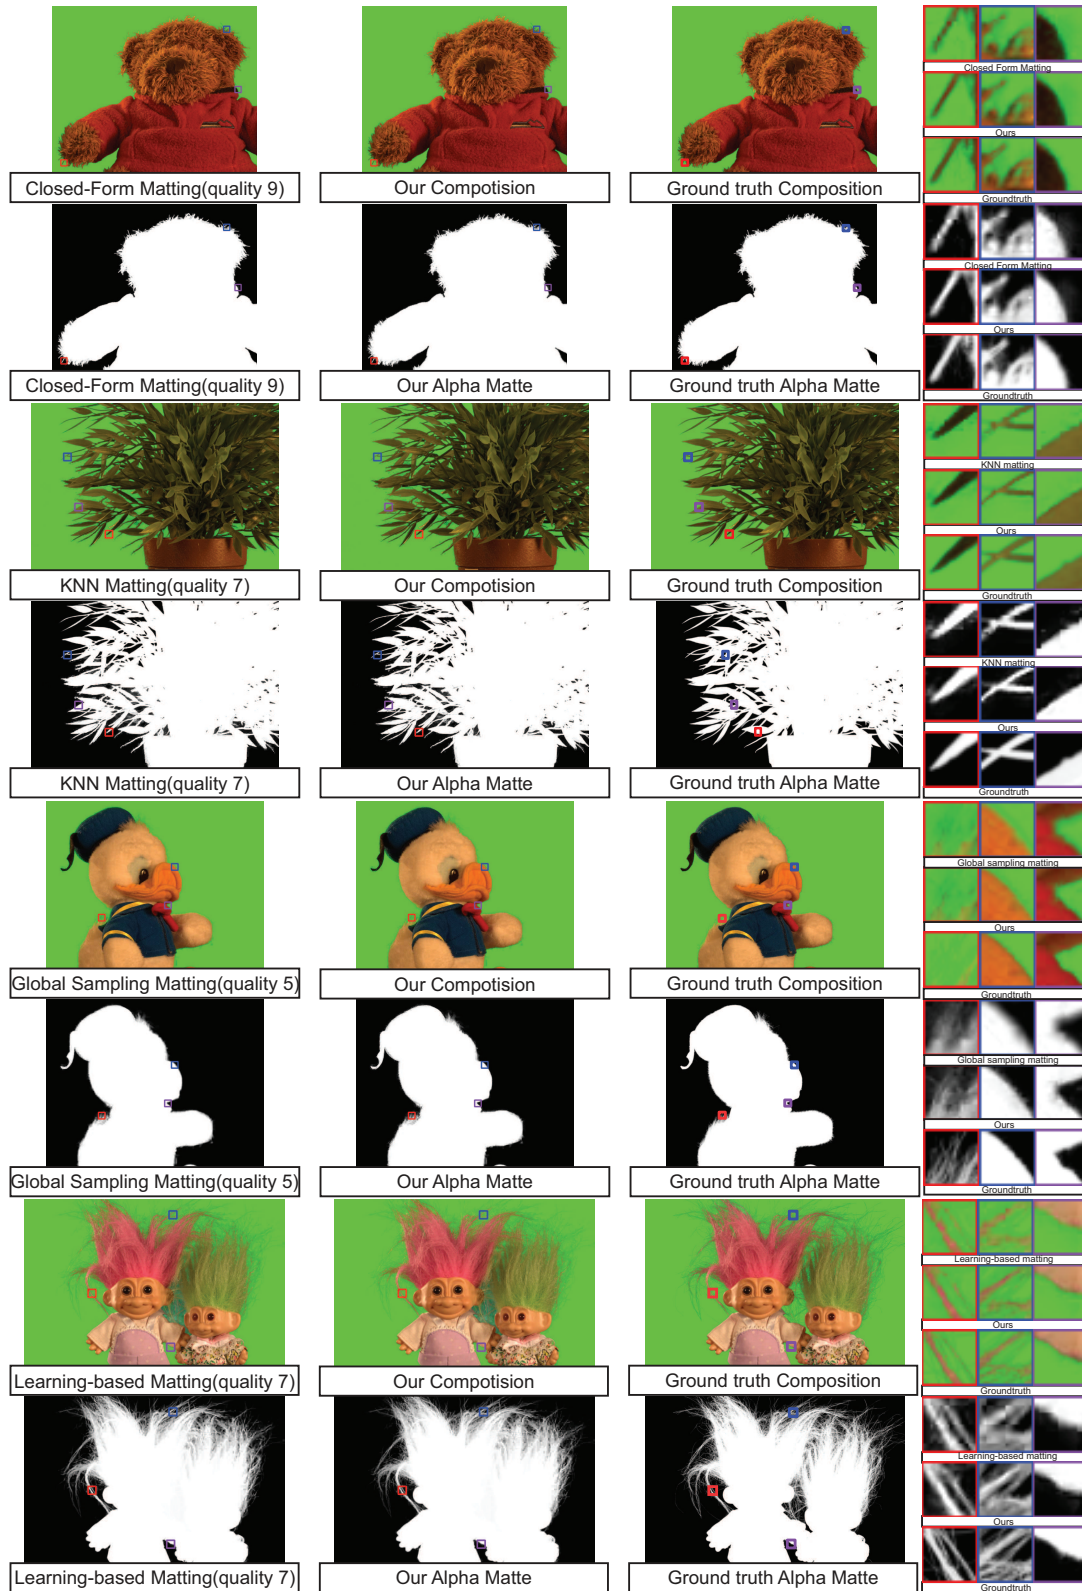 Closed Form Matting
Ours
Groundtruth
Closed-Form Matting(quality 9)
Our Compotision
Ground truth Composition
Closed Form Matting
Ours
Groundtruth
Closed-Form Matting(quality 9)
Our Alpha Matte
Ground truth Alpha Matte
KNN matting
Ours
Groundtruth
KNN Matting(quality 7)
Our Compotision
Ground truth Composition
KNN matting
Ours
Groundtruth
KNN Matting(quality 7)
Our Alpha Matte
Ground truth Alpha Matte
Global sampling matting
Ours
Groundtruth
Global Sampling Matting(quality 5)
Our Compotision
Ground truth Composition
Global sampling matting
Ours
Groundtruth
Global Sampling Matting(quality 5)
Our Alpha Matte
Ground truth Alpha Matte
Learning-based matting
Ours
Groundtruth
Learning-based Matting(quality 7)
Our Compotision
Ground truth Composition
Learning-based matting
Ours
Groundtruth
Learning-based Matting(quality 7)
Our Alpha Matte
Ground truth Alpha Matte